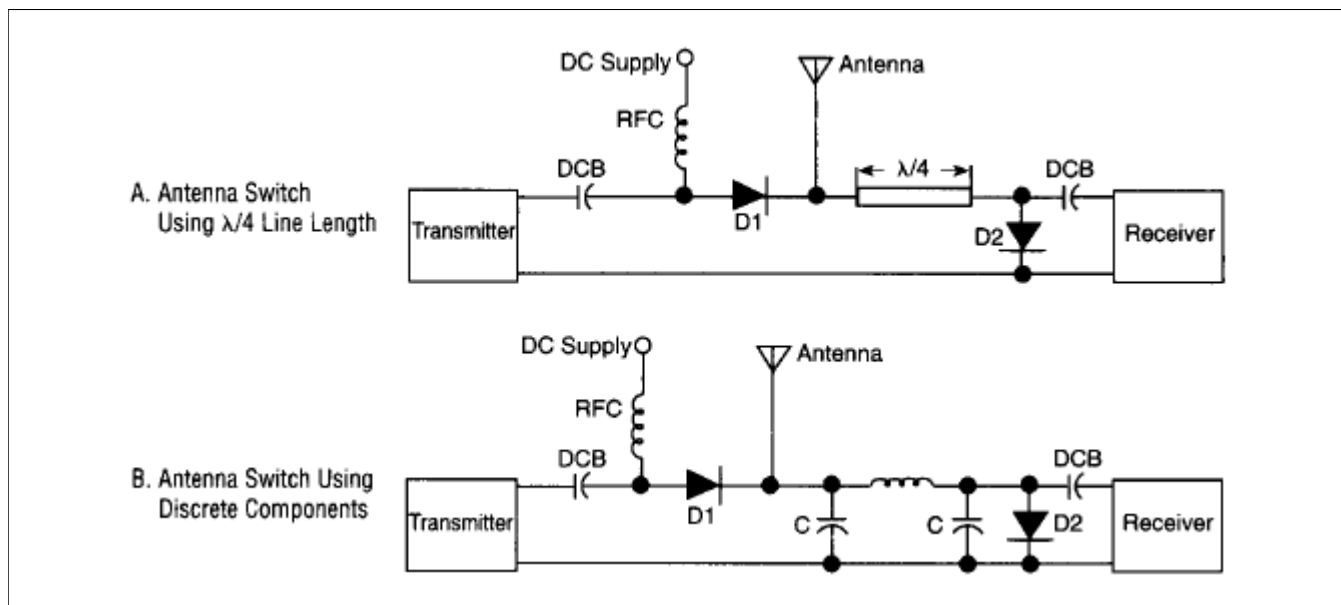 DC Supply
Antenna
RFC
DCB
λ/4
DCB
A. Antenna Switch
Using λ/4 Line Length
Transmitter
D1
D2
Receiver
DC Supply
Antenna
RFC
DCB
DCB
B. Antenna Switch Using
Discrete Components
Transmitter
D1
C
C
D2
Receiver